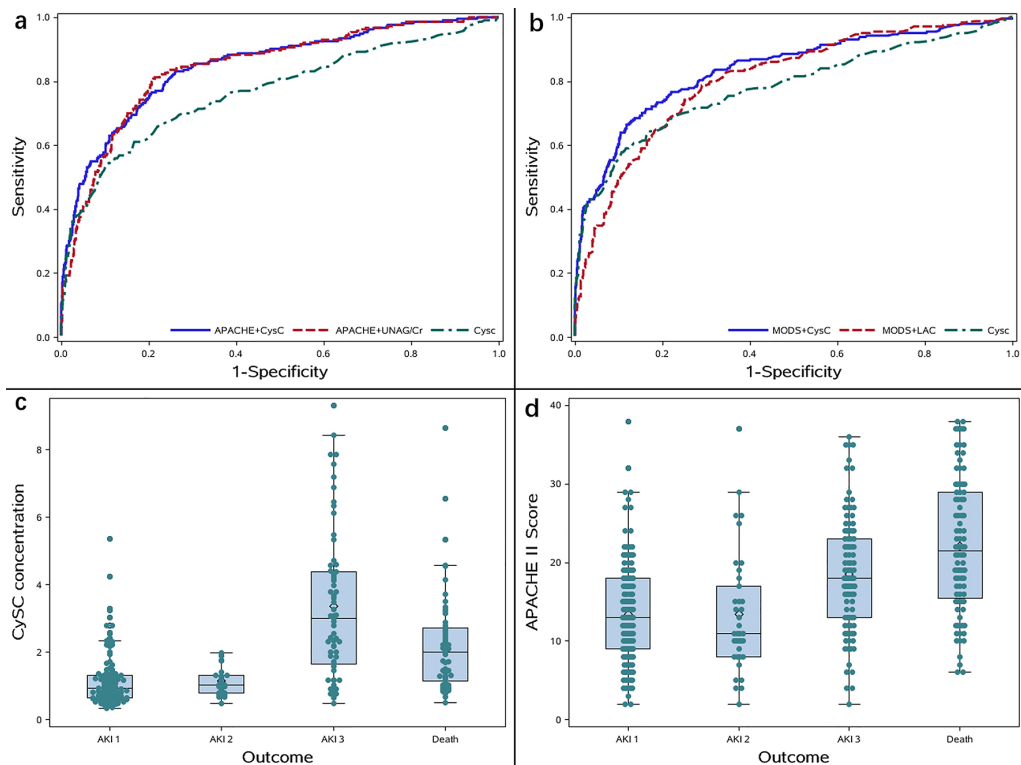 a
1.0
0.8
0.6
0.4
0.2
0.0
Sensitivity
APACHE+CysC APACHE+UNAG/Cr Cysc
0.0 0.2 0.4 0.6 0.8 1.0
1-Specificity
b
1.0
0.8
0.6
0.4
0.2
0.0
Sensitivity
MODS+CysC MODS+LAC Cysc
0.0 0.2 0.4 0.6 0.8 1.0
1-Specificity
c
8
6
4
2
0
CySC concentration
AKI 1 AKI 2 AKI 3 Death
Outcome
d
40
30
20
10
0
APACHE II Score
AKI 1 AKI 2 AKI 3 Death
Outcome